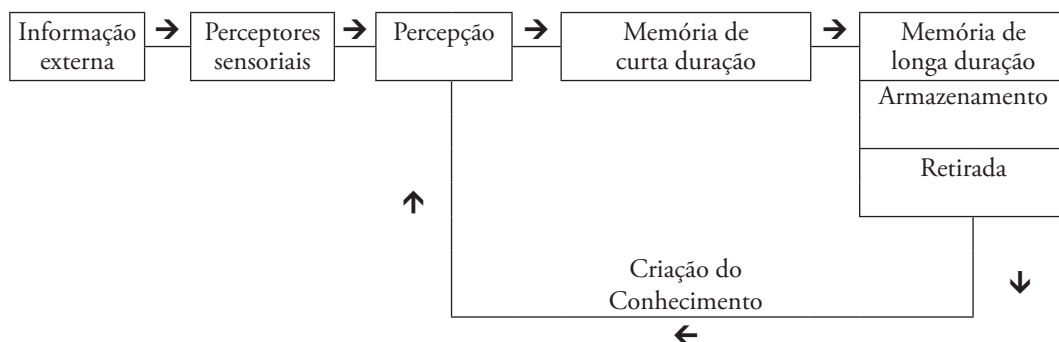 Informação
externa
Perceptores
sensoriais
Percepção
Memória de
curta duração
Memória de
longa duração
Armazenamento
Retirada
Criação do
Conhecimento